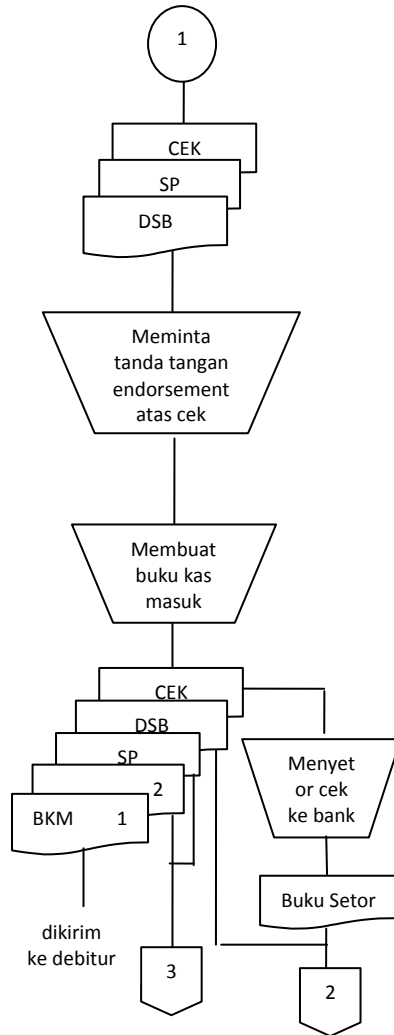 1
CEK
SP
DSB
Meminta
tanda tangan
endorsement
atas cek
Membuat
buku kas
masuk
CEK
DSB
SP
2
BKM 1
Menyet
or cek
ke bank
Buku Setor
dikirim
ke debitur
3
2